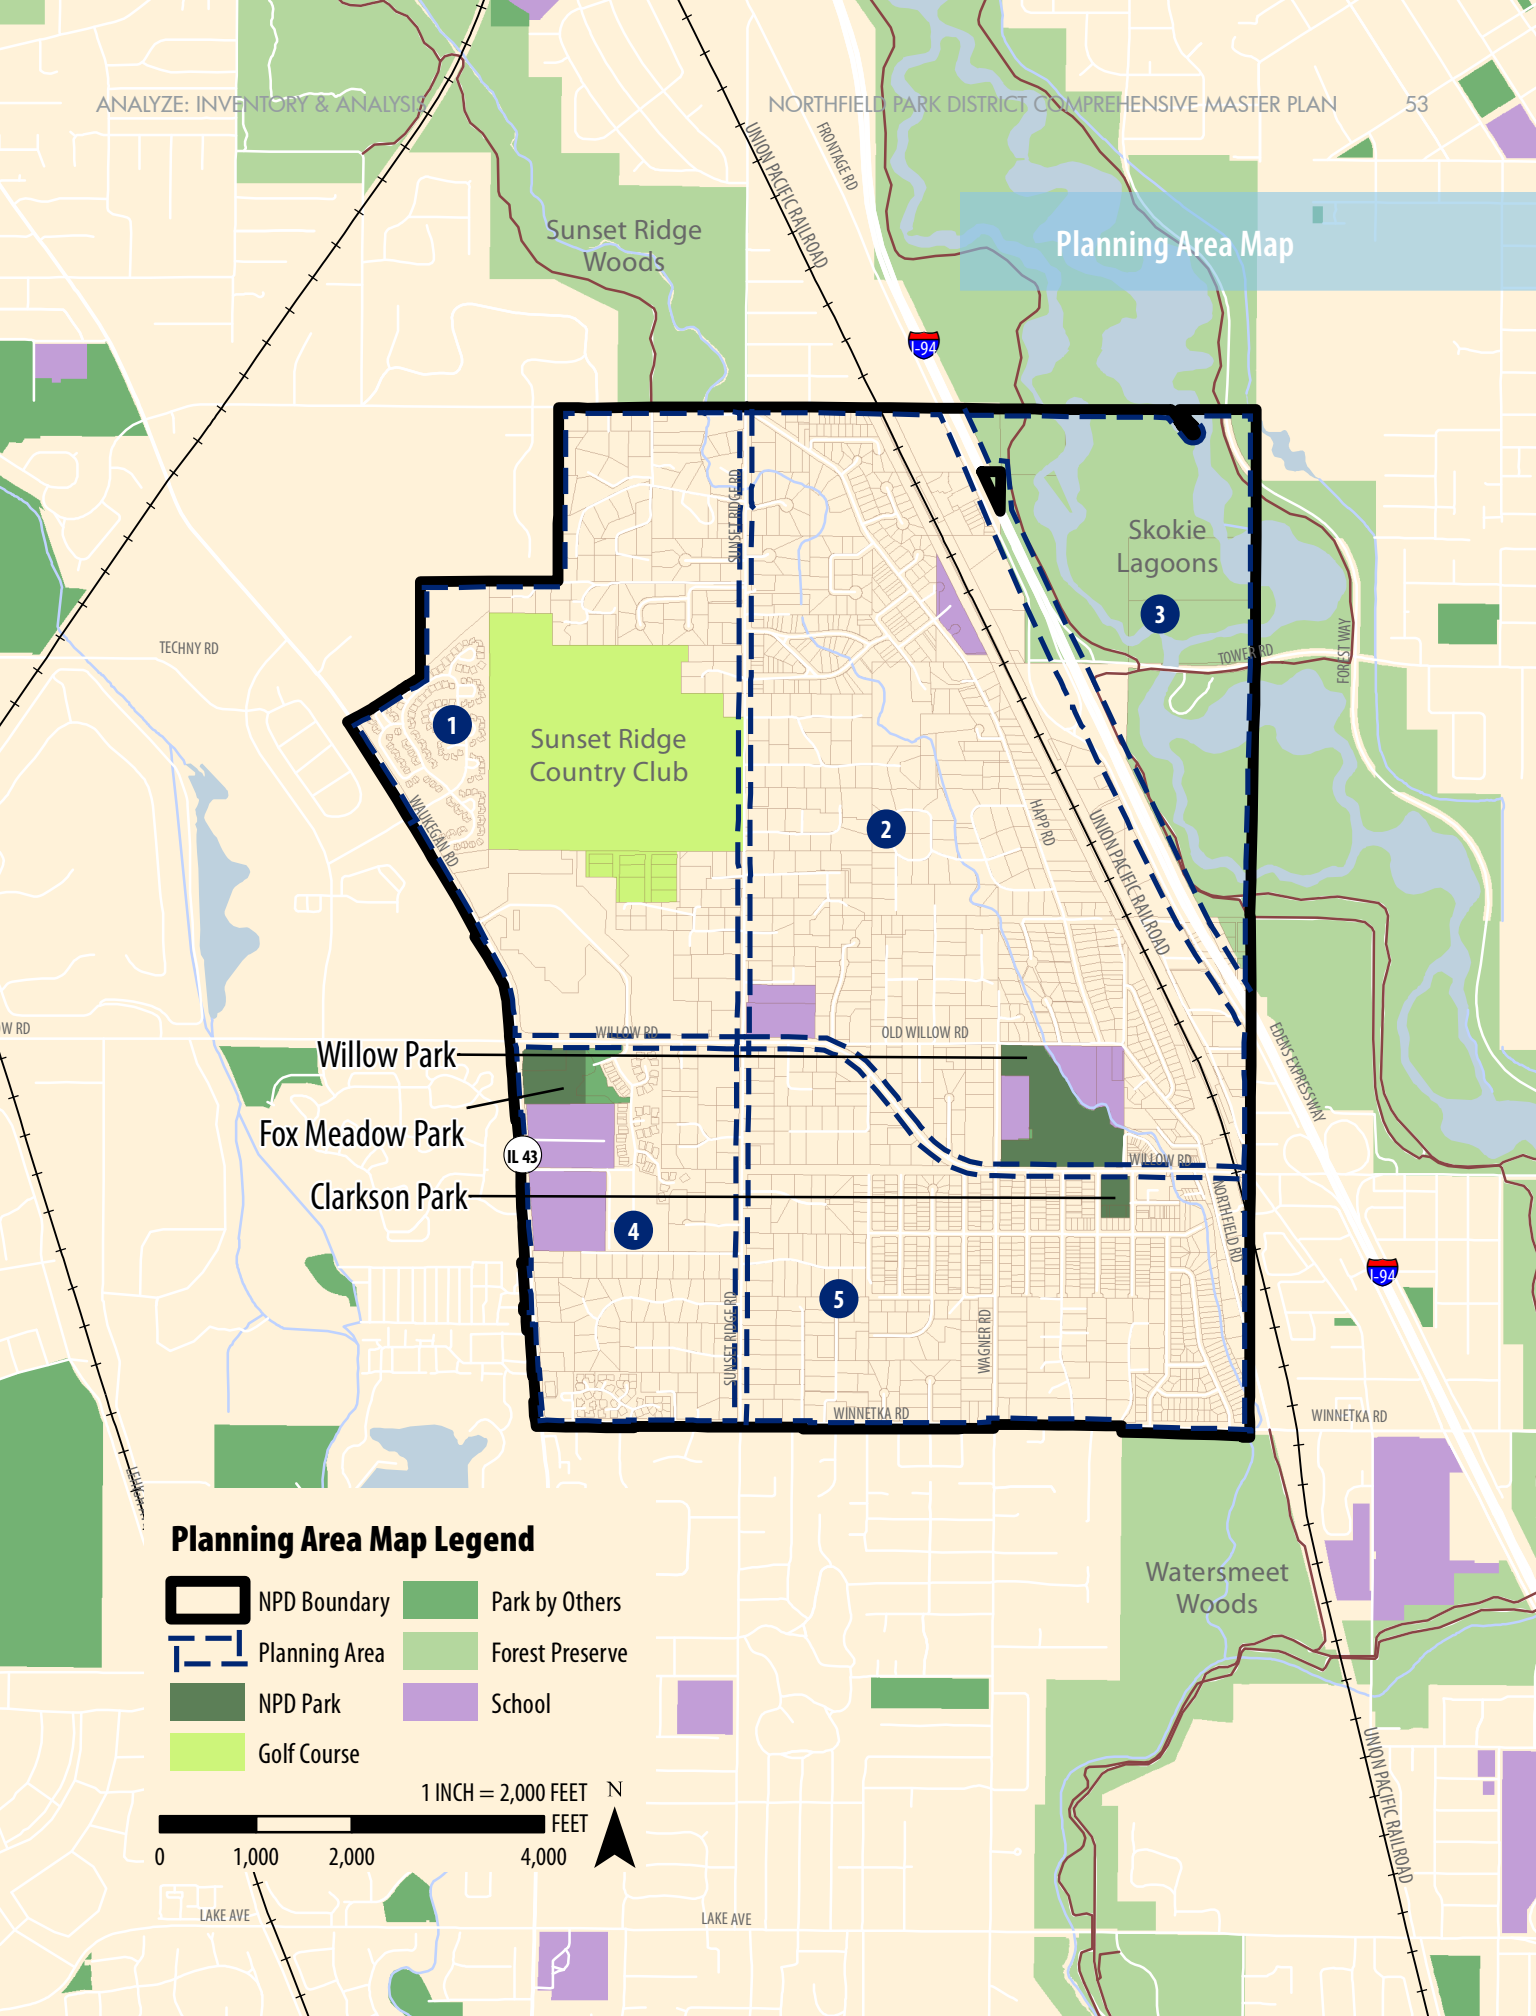 ANALYZE: INVENTORY & ANALYSIS
NORTHFIELD PARK DISTRICT COMPREHENSIVE MASTER PLAN 53
UNION PACIFIC RAILROAD
FRONTAGE RD
Sunset Ridge
Woods
Planning Area Map
I-94
SUNSET RIDGE RD
Skokie
Lagoons
3
TECHNY RD
TOWER RD
FOREST WAY
1
Sunset Ridge
Country Club
WAUKEGAN RD
2
HAPP RD
UNION PACIFIC RAILROAD
OW RD
WILLOW RD
OLD WILLOW RD
EDENS EXPRESSWAY
Willow Park
Fox Meadow Park
IL 43
WILLOW RD
Clarkson Park
NORTHFIELD RD
4
I-94
5
SUNSET RIDGE RD
WAGNER RD
WINNETKA RD
WINNETKA RD
Planning Area Map Legend
NPD Boundary
Park by Others
Planning Area
Forest Preserve
NPD Park
School
Golf Course
Watersmeet
Woods
1 INCH = 2,000 FEET
N
FEET
0 1,000 2,000 4,000
UNION PACIFIC RAILROAD
LAKE AVE
LAKE AVE